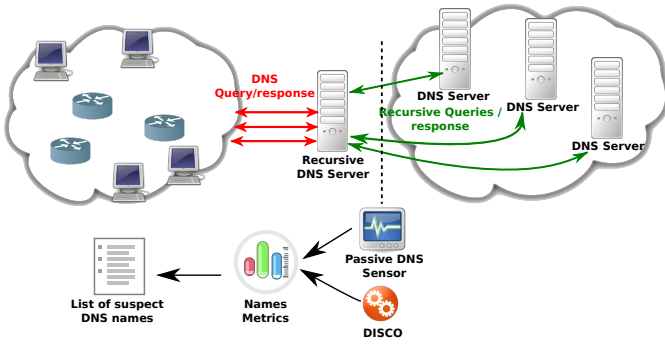 DNS
Query/response
Recursive
DNS Server
DNS Server
DNS Server
DNS Server
Recursive Queries /
response
Passive DNS
Sensor
DISCO
Names
Metrics
List of suspect
DNS names